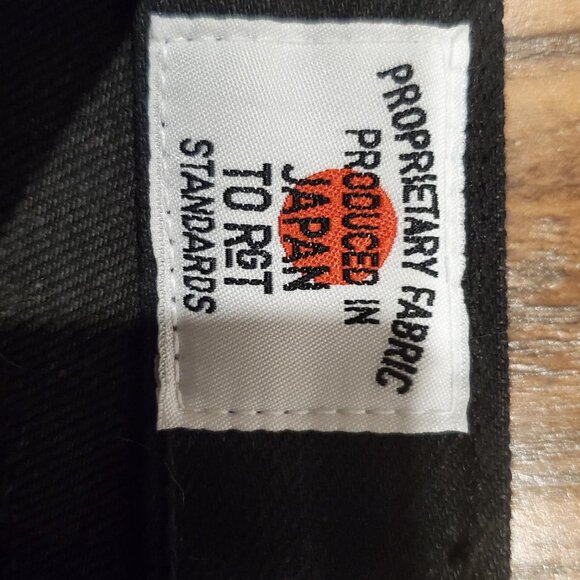 PROPRIETARY FABRIC
PRODUCED IN
JAPAN
TO RGT
STANDARDS